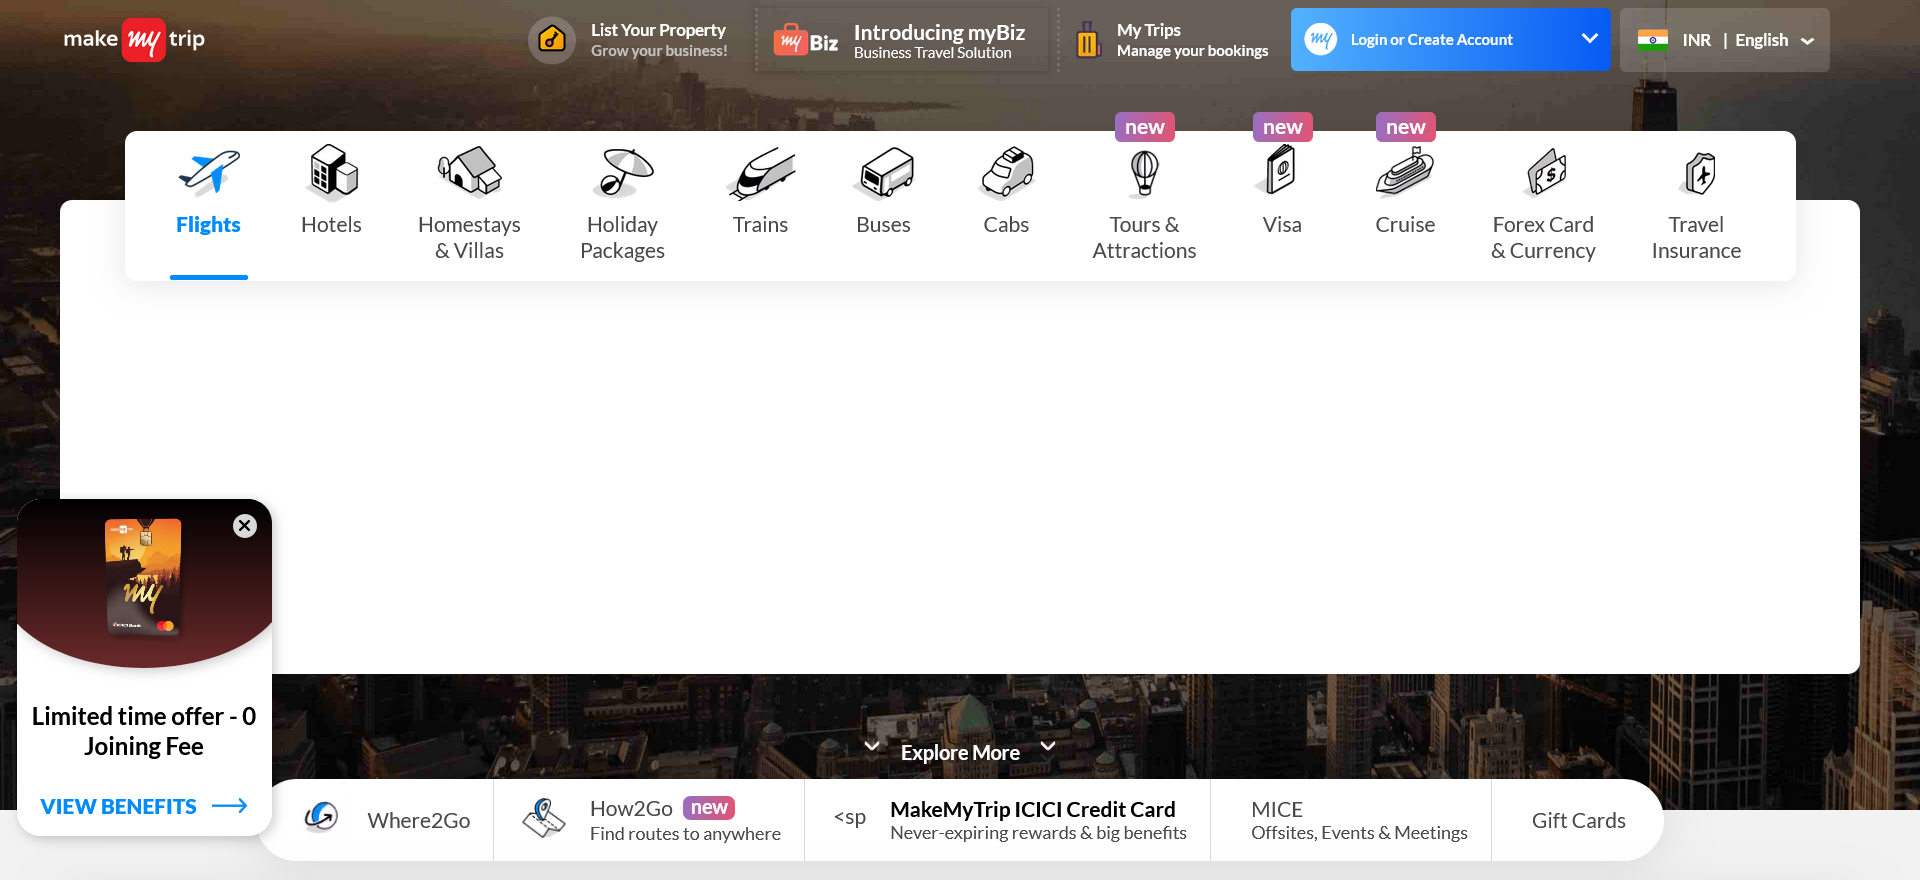 make my trip
List Your Property
Grow your business!
my Biz
Introducing myBiz
Business Travel Solution
My Trips
Manage your bookings
my
Login or Create Account
INR | English
new
new
new
Flights
Hotels
Homestays
& Villas
Holiday
Packages
Trains
Buses
Cabs
Tours &
Attractions
Visa
Cruise
Forex Card
& Currency
Travel
Insurance
my
Limited time offer - 0
Joining Fee
VIEW BENEFITS
Explore More
Where2Go
How2Go new
Find routes to anywhere
<sp
MakeMyTrip ICICI Credit Card
Never-expiring rewards & big benefits
MICE
Offsites, Events & Meetings
Gift Cards